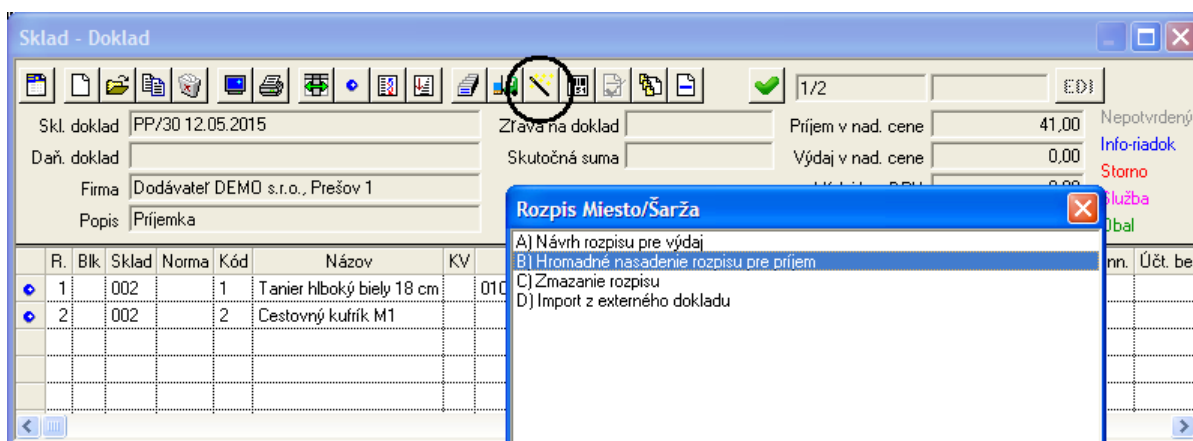 Sklad - Doklad
1/2
EDI
Skl. doklad PP/30 12.05.2015 Zľava na doklad Príjem v nad. cene 41,00 Nepotvrdený
Daň. doklad Skutočná suma Výdaj v nad. cene 0,00 Info-riadok
Firma Dodávateľ DEMO s.r.o., Prešov 1 Storno
Popis Príjemka Služba
Obal
Rozpis Miesto/Šarža
A) Návrh rozpisu pre výdaj
B) Hromadné nasadenie rozpisu pre príjem
C) Zmazanie rozpisu
D) Import z externého dokladu
R. Blk Sklad Norma Kód Názov KV nn. Účt. be
1 002 1 Tanier hlboký biely 18 cm 010
2 002 2 Cestovný kufrík M1